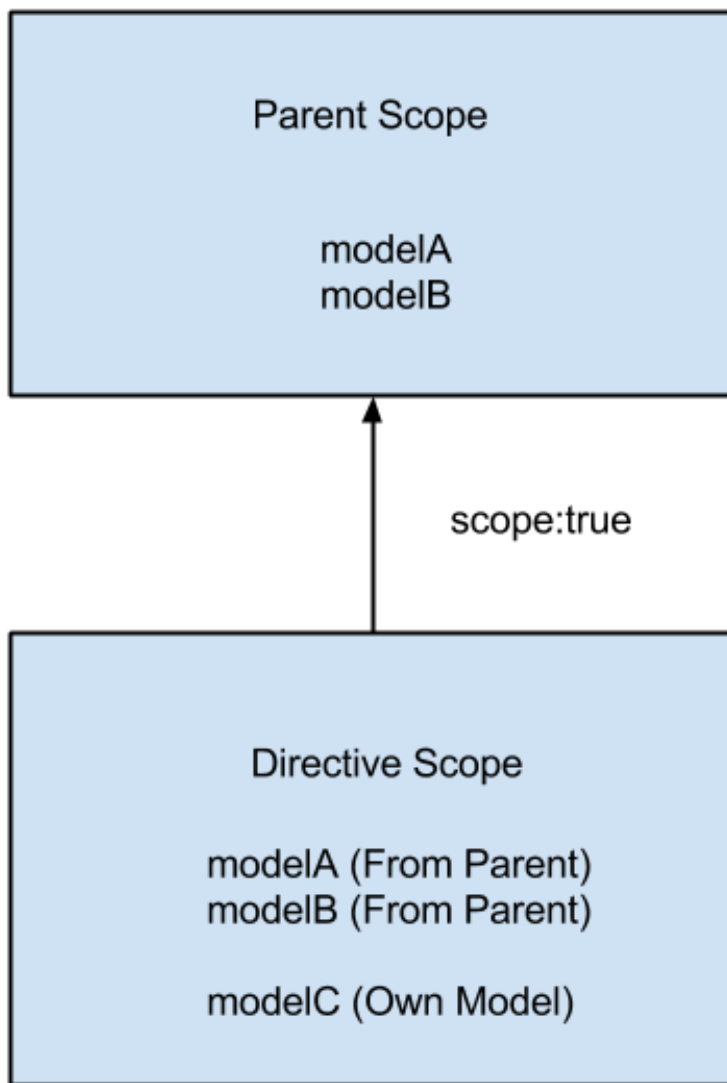 Parent Scope
modelA
modelB
scope:true
Directive Scope
modelA (From Parent)
modelB (From Parent)
modelC (Own Model)